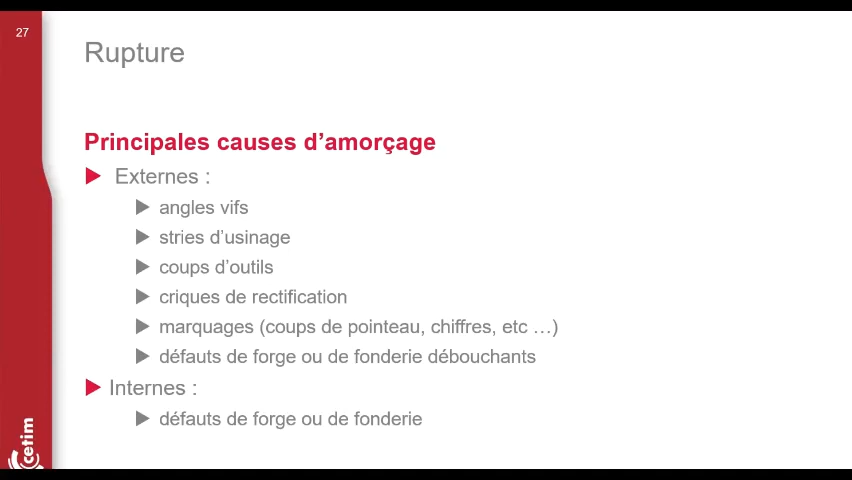 27
Rupture
Principales causes d’amorçage
Externes :
angles vifs
stries d’usinage
coups d’outils
criques de rectification
marquages (coups de pointeau, chiffres, etc …)
défauts de forge ou de fonderie débouchants
Internes :
défauts de forge ou de fonderie
cetim